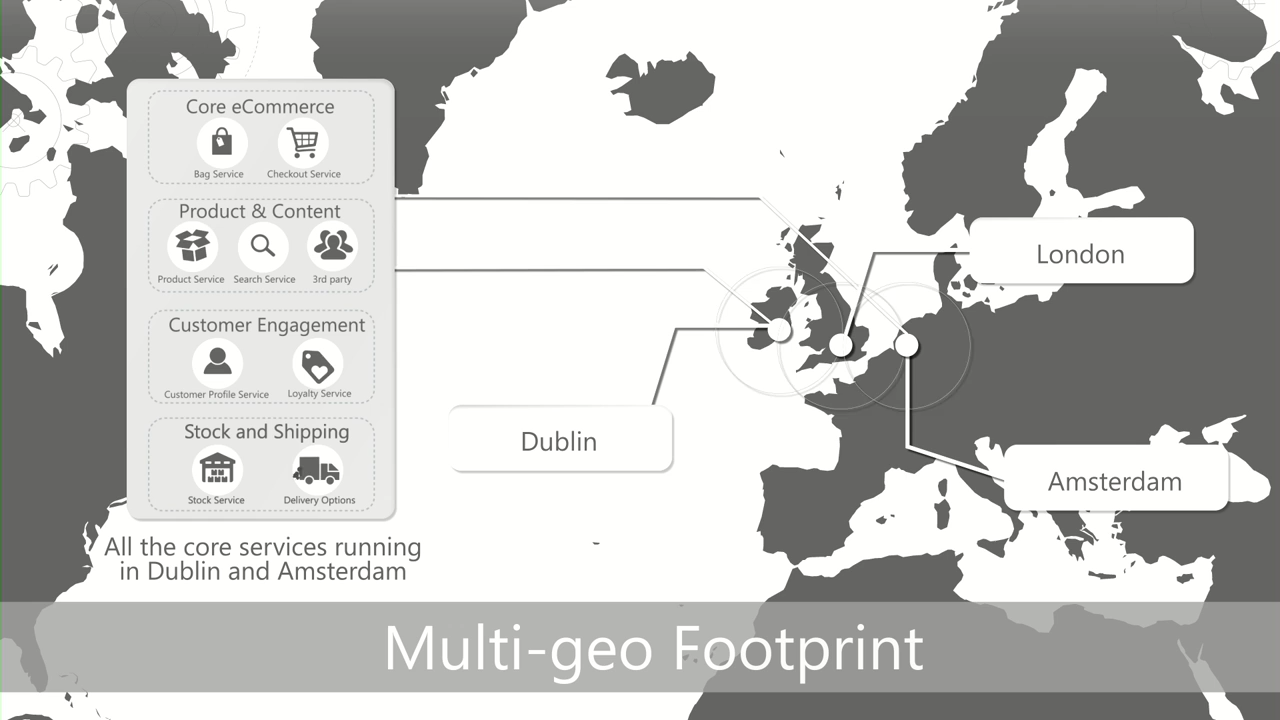 Core eCommerce
Bag Service
Checkout Service
Product & Content
Product Service
Search Service
3rd party
Customer Engagement
Customer Profile Service
Loyalty Service
Stock and Shipping
Stock Service
Delivery Options
All the core services running
in Dublin and Amsterdam
London
Dublin
Amsterdam
Multi-geo Footprint